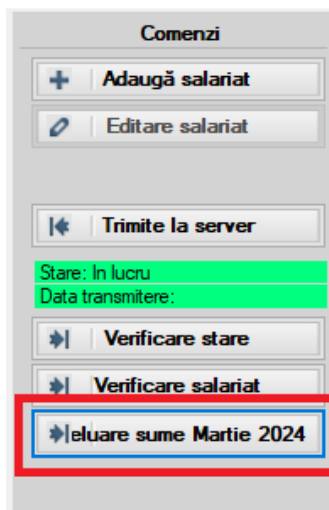 Comenzi
Adaugă salariat
Editare salariat
Trimite la server
Stare: In lucru
Data transmitere:
Verificare stare
Verificare salariat
eluare sume Martie 2024